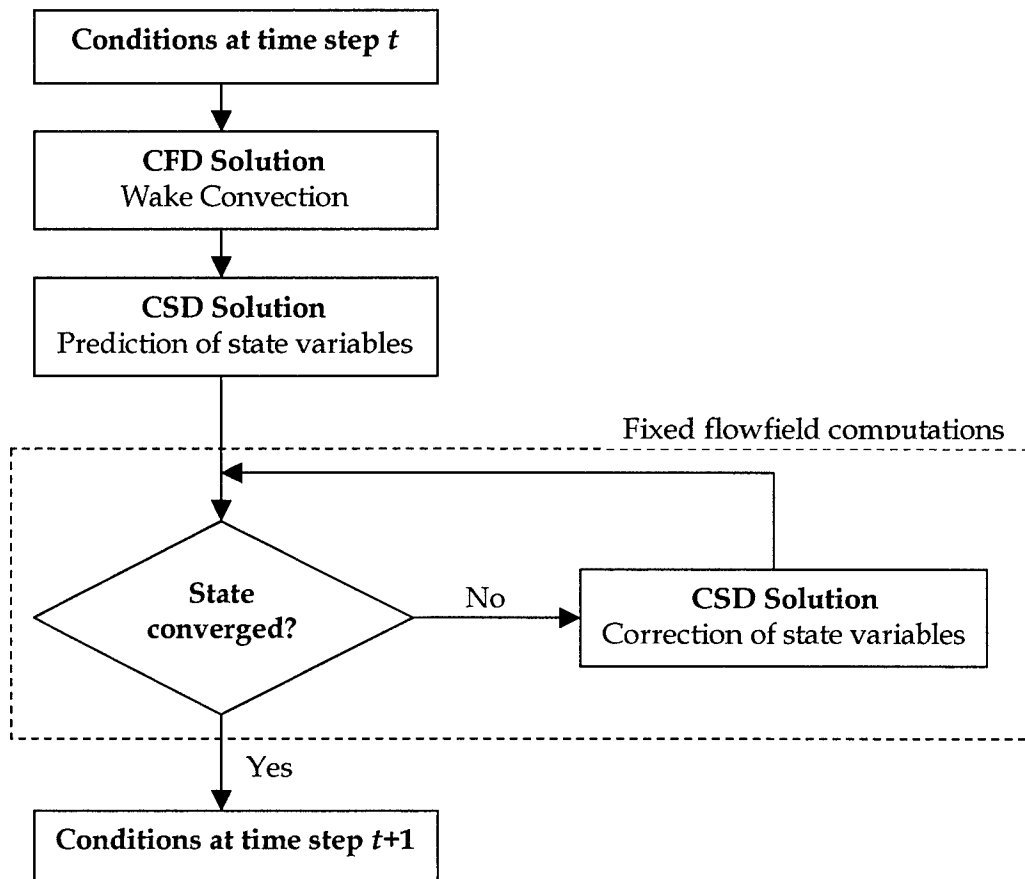 Conditions at time step t
CFD Solution
Wake Convection
CSD Solution
Prediction of state variables
Fixed flowfield computations
State
converged?
No
CSD Solution
Correction of state variables
Yes
Conditions at time step t+1